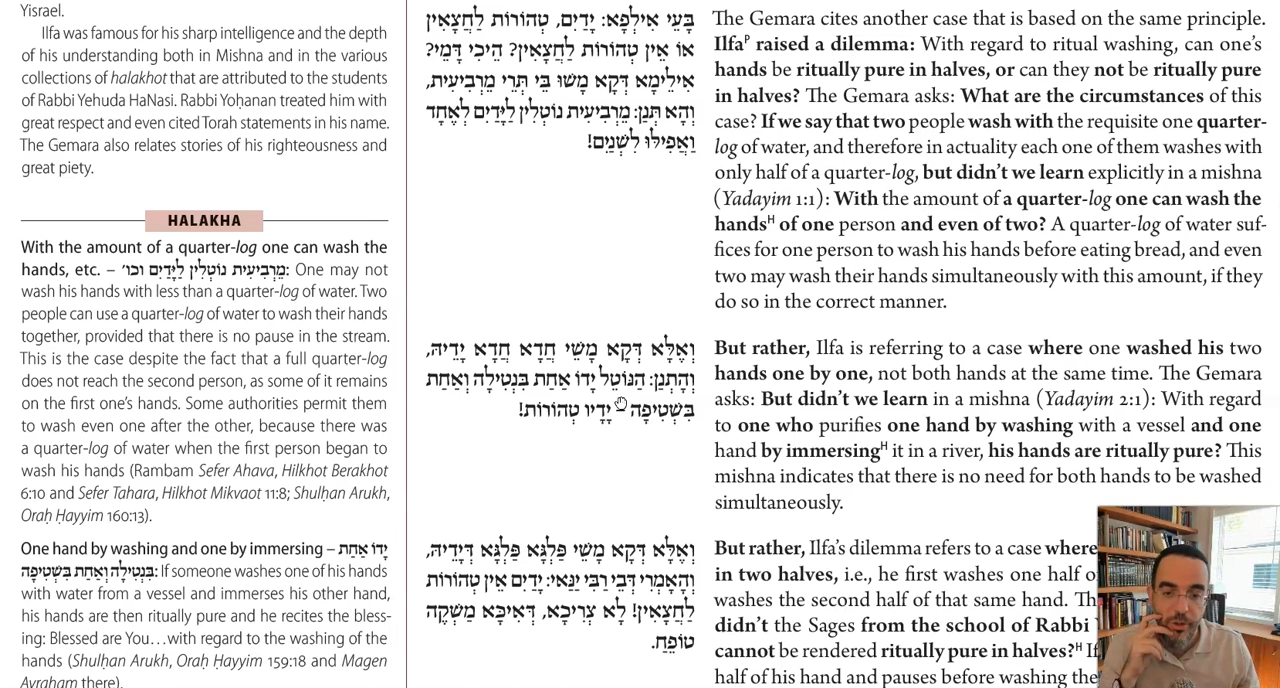 Yisrael.
Ilfa was famous for his sharp intelligence and the depth
of his understanding both in Mishna and in the various
collections of halakhot that are attributed to the students
of Rabbi Yehuda HaNasi. Rabbi Yoḥanan treated him with
great respect and even cited Torah statements in his name.
The Gemara also relates stories of his righteousness and
great piety.
HALAKHA
With the amount of a quarter-log one can wash the
hands, etc. – מֵרְבִיעִית נוֹטְלִין לַיָּדַיִם וכו׳: One may not
wash his hands with less than a quarter-log of water. Two
people can use a quarter-log of water to wash their hands
together, provided that there is no pause in the stream.
This is the case despite the fact that a full quarter-log
does not reach the second person, as some of it remains
on the first one's hands. Some authorities permit them
to wash even one after the other, because there was
a quarter-log of water when the first person began to
wash his hands (Rambam Sefer Ahava, Hilkhot Berakhot
6:10 and Sefer Tahara, Hilkhot Mikvaot 11:8; Shulḥan Arukh,
Oraḥ Ḥayyim 160:13).
One hand by washing and one by immersing – יָדוֹ אַחַת
בִּנְטִילָה וְאַחַת בִּשְׁטִיפָה: If someone washes one of his hands
with water from a vessel and immerses his other hand,
his hands are then ritually pure and he recites the bless-
ing: Blessed are You…with regard to the washing of the
hands (Shulḥan Arukh, Oraḥ Ḥayyim 159:18 and Magen
Avraham there).
בָּעֵי אִילְפָא: יָדַיִם, טְהוֹרוֹת לַחֲצָאִין
אוֹ אֵין טְהוֹרוֹת לַחֲצָאִין? הֵיכִי דָּמֵי?
אִילֵימָא דְּקָא מָשׁוּ בֵּי תְּרֵי מֵרְבִיעִית,
וְהָא תְּנַן: מֵרְבִיעִית נוֹטְלִין לַיָּדַיִם לְאֶחָד
וַאֲפִילּוּ לִשְׁנַיִם!
וְאֶלָּא דְּקָא מָשֵׁי חֲדָא חֲדָא יְדֵיהּ,
וְהָתְנַן: הַנּוֹטֵל יָדוֹ אַחַת בִּנְטִילָה וְאַחַת
בִּשְׁטִיפָה יָדָיו טְהוֹרוֹת!
וְאֶלָּא דְּקָא מָשֵׁי פַּלְגָּא פַּלְגָּא דִּידֵיהּ,
וְהָאָמְרִי דְּבֵי רַבִּי יַנַּאי: יָדַיִם אֵין טְהוֹרוֹת
לַחֲצָאִין! לָא צְרִיכָא, דְּאִיכָּא מַשְׁקֶה
טוֹפֵחַ.
The Gemara cites another case that is based on the same principle.
Ilfaᴾ raised a dilemma: With regard to ritual washing, can one's
hands be ritually pure in halves, or can they not be ritually pure
in halves? The Gemara asks: What are the circumstances of this
case? If we say that two people wash with the requisite one quarter-
log of water, and therefore in actuality each one of them washes with
only half of a quarter-log, but didn't we learn explicitly in a mishna
(Yadayim 1:1): With the amount of a quarter-log one can wash the
handsᴴ of one person and even of two? A quarter-log of water suf-
fices for one person to wash his hands before eating bread, and even
two may wash their hands simultaneously with this amount, if they
do so in the correct manner.
But rather, Ilfa is referring to a case where one washed his two
hands one by one, not both hands at the same time. The Gemara
asks: But didn't we learn in a mishna (Yadayim 2:1): With regard
to one who purifies one hand by washing with a vessel and one
hand by immersingᴴ it in a river, his hands are ritually pure? This
mishna indicates that there is no need for both hands to be washed
simultaneously.
But rather, Ilfa's dilemma refers to a case where
in two halves, i.e., he first washes one half o
washes the second half of that same hand. Th
didn't the Sages from the school of Rabbi
cannot be rendered ritually pure in halves?ᴴ If
half of his hand and pauses before washing the